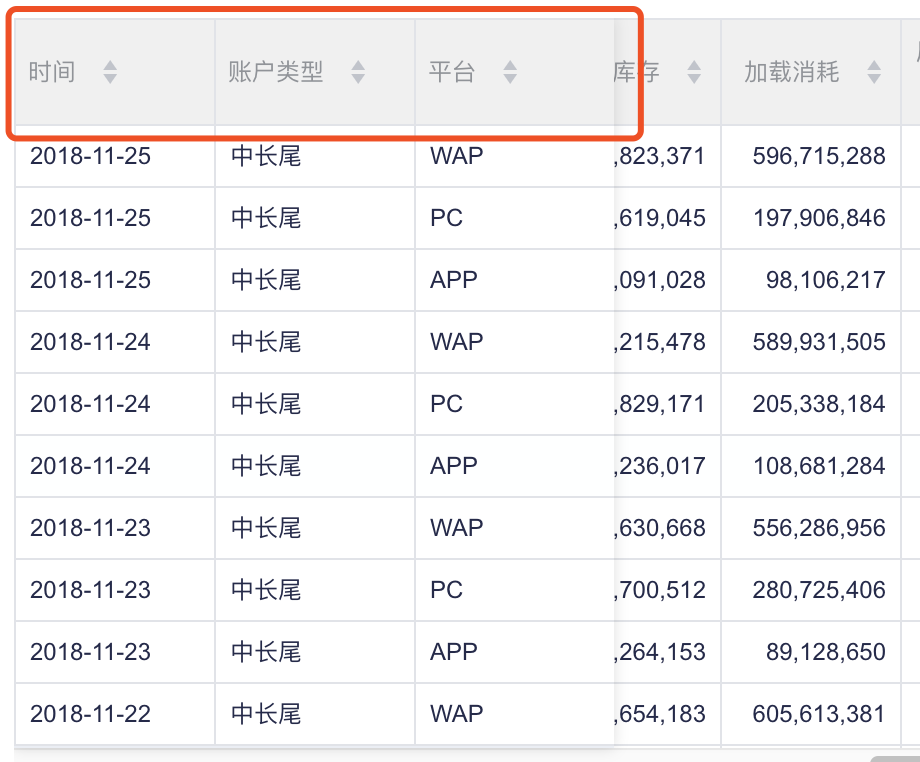 时间 账户类型 平台 库存 加载消耗
2018-11-25 中长尾 WAP ,823,371 596,715,288
2018-11-25 中长尾 PC ,619,045 197,906,846
2018-11-25 中长尾 APP ,091,028 98,106,217
2018-11-24 中长尾 WAP ,215,478 589,931,505
2018-11-24 中长尾 PC ,829,171 205,338,184
2018-11-24 中长尾 APP ,236,017 108,681,284
2018-11-23 中长尾 WAP ,630,668 556,286,956
2018-11-23 中长尾 PC ,700,512 280,725,406
2018-11-23 中长尾 APP ,264,153 89,128,650
2018-11-22 中长尾 WAP ,654,183 605,613,381